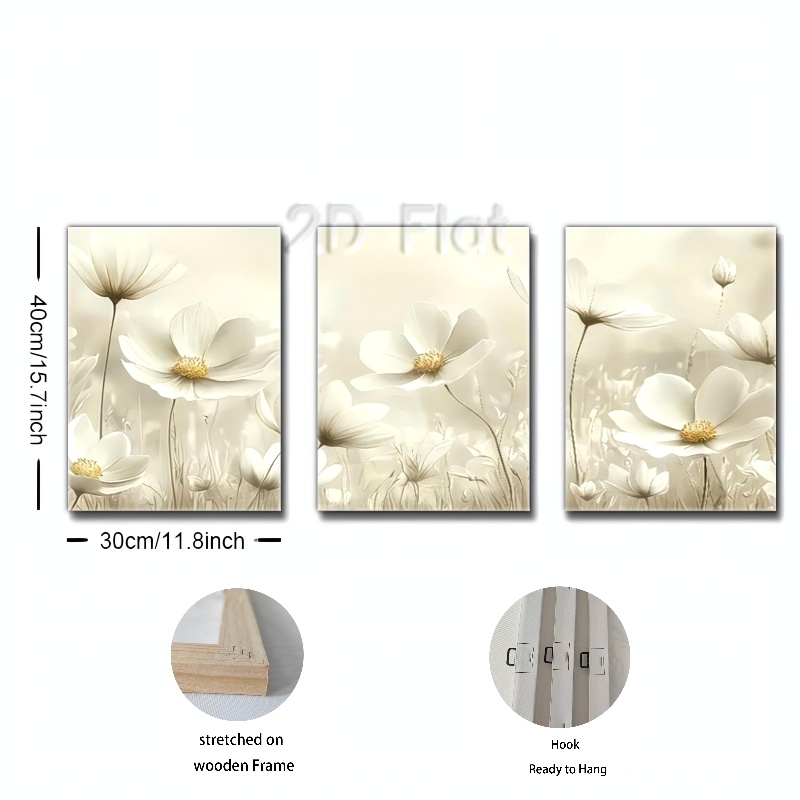 2D Flat
40cm/15.7inch
30cm/11.8inch
stretched on
wooden Frame
Hook
Ready to Hang